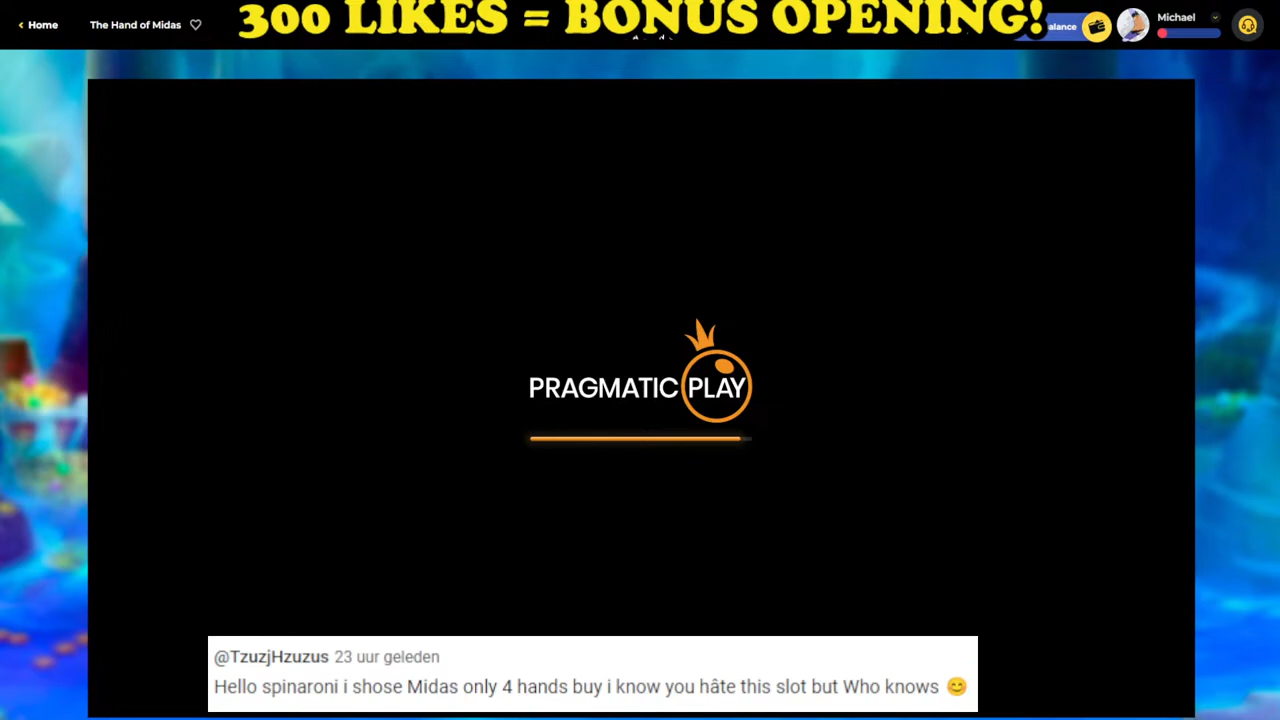 300 LIKES = BONUS OPENING!
Home
The Hand of Midas
alance
Michael
PRAGMATIC PLAY
@TzuzjHzuzus 23 uur geleden
Hello spinaroni i shose Midas only 4 hands buy i know you hâte this slot but Who knows 😊